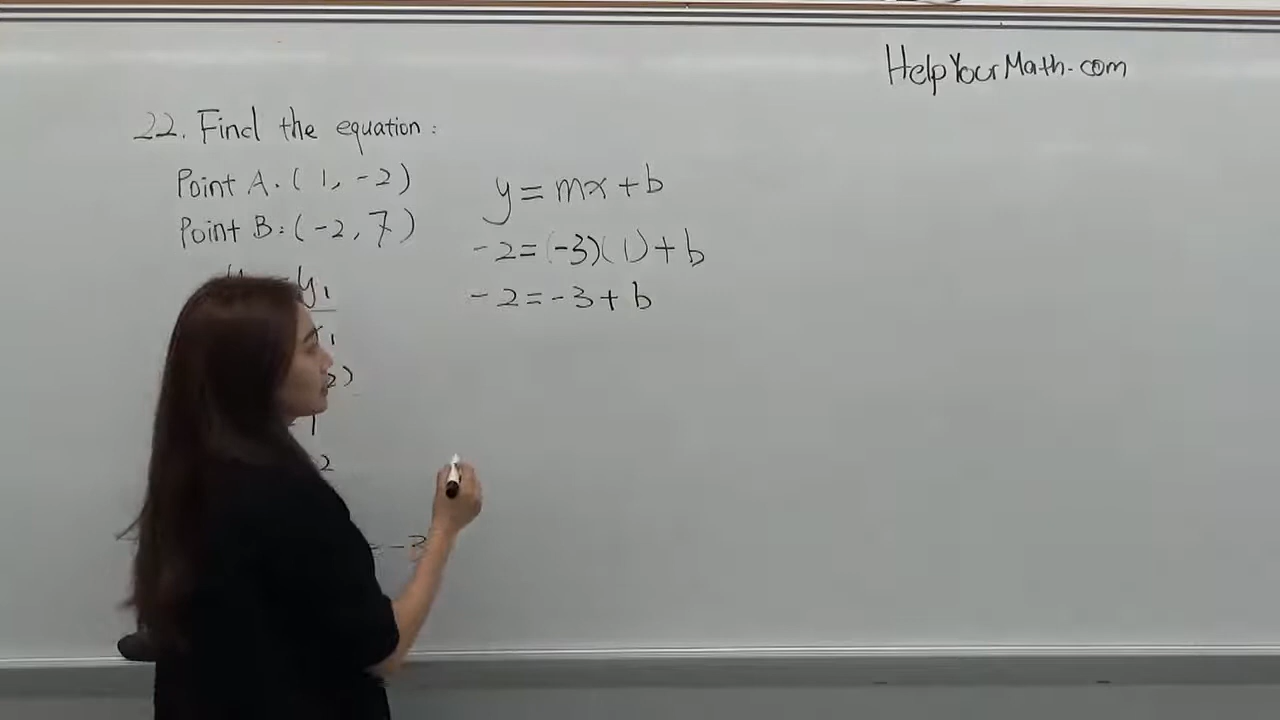 HelpYourMath.com
22. Find the equation:
Point A. (1, -2)
Point B: (-2, 7)
y₁
x₁
2)
1
2
= -3
y = mx + b
-2 = (-3)(1) + b
-2 = -3 + b